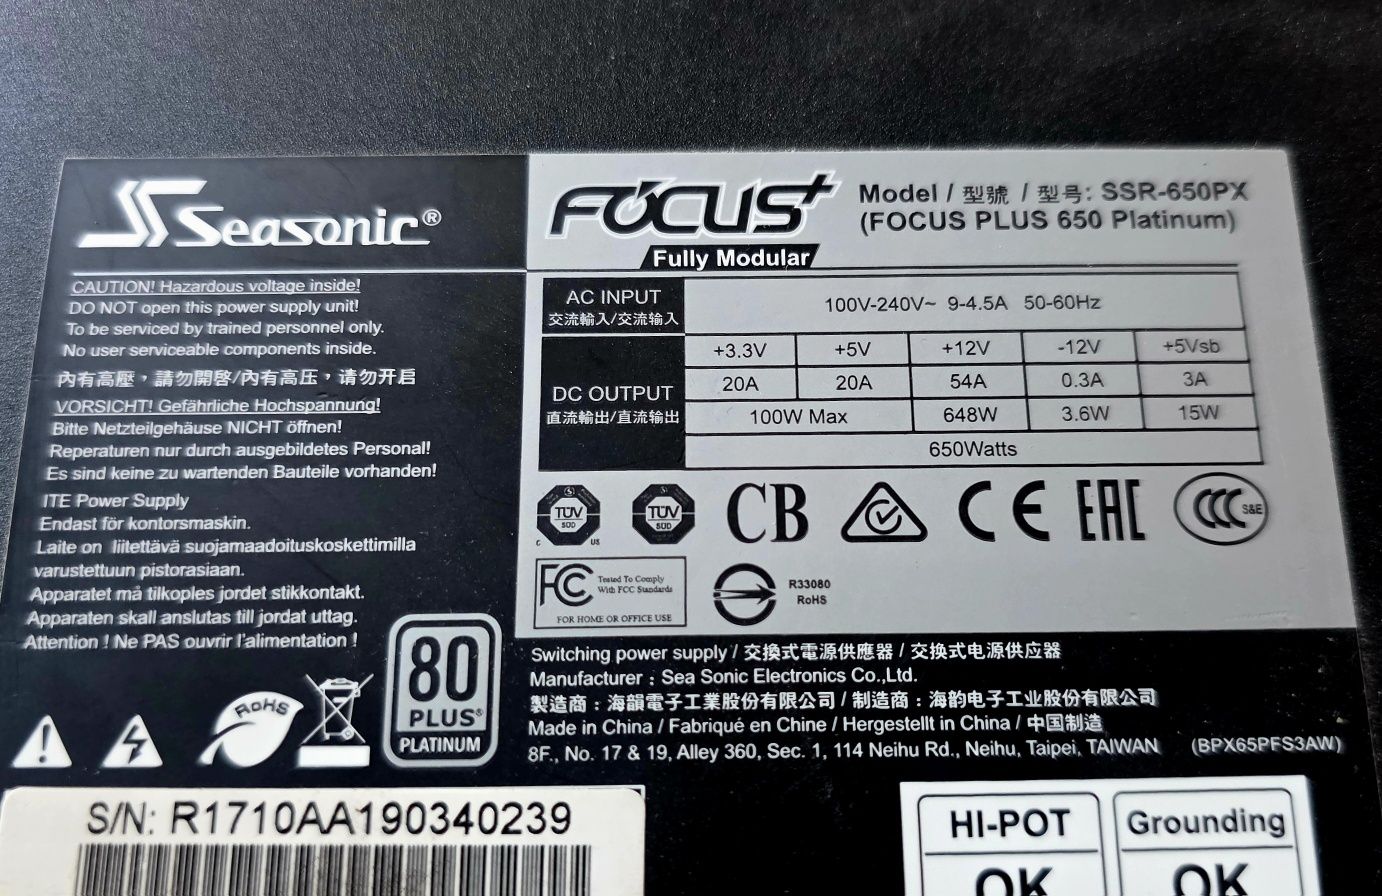 Seasonic®
CAUTION! Hazardous voltage inside!
DO NOT open this power supply unit!
To be serviced by trained personnel only.
No user serviceable components inside.
內有高壓，請勿開啓/內有高压，请勿开启
VORSICHT! Gefährliche Hochspannung!
Bitte Netzteilgehäuse NICHT öffnen!
Reperaturen nur durch ausgebildetes Personal!
Es sind keine zu wartenden Bauteile vorhanden!
ITE Power Supply
Endast för kontorsmaskin.
Laite on liitettävä suojamaadoituskoskettimilla
varustettuun pistorasiaan.
Apparatet må tilkoples jordet stikkontakt.
Apparaten skall anslutas till jordat uttag.
Attention ! Ne PAS ouvrir l'alimentation !
RoHS
80
PLUS®
PLATINUM
FOCUS+
Fully Modular
Model / 型號 / 型号: SSR-650PX
(FOCUS PLUS 650 Platinum)
AC INPUT
交流輸入/交流输入
100V-240V~ 9-4.5A 50-60Hz
DC OUTPUT
直流輸出/直流输出
+3.3V +5V +12V -12V +5Vsb
20A 20A 54A 0.3A 3A
100W Max 648W 3.6W 15W
650Watts
TÜV SÜD C US
TÜV SÜD
CB
CE
EAC
CCC S&E
FC Tested To Comply
With FCC Standards
FOR HOME OR OFFICE USE
R33080
RoHS
Switching power supply / 交換式電源供應器 / 交換式电源供应器
Manufacturer : Sea Sonic Electronics Co.,Ltd.
製造商：海韻電子工業股份有限公司 / 制造商：海韵电子工业股份有限公司
Made in China / Fabriqué en Chine / Hergestellt in China / 中国制造
8F., No. 17 & 19, Alley 360, Sec. 1, 114 Neihu Rd., Neihu, Taipei, TAIWAN (BPX65PFS3AW)
S/N: R1710AA190340239
HI-POT
OK
Grounding
OK